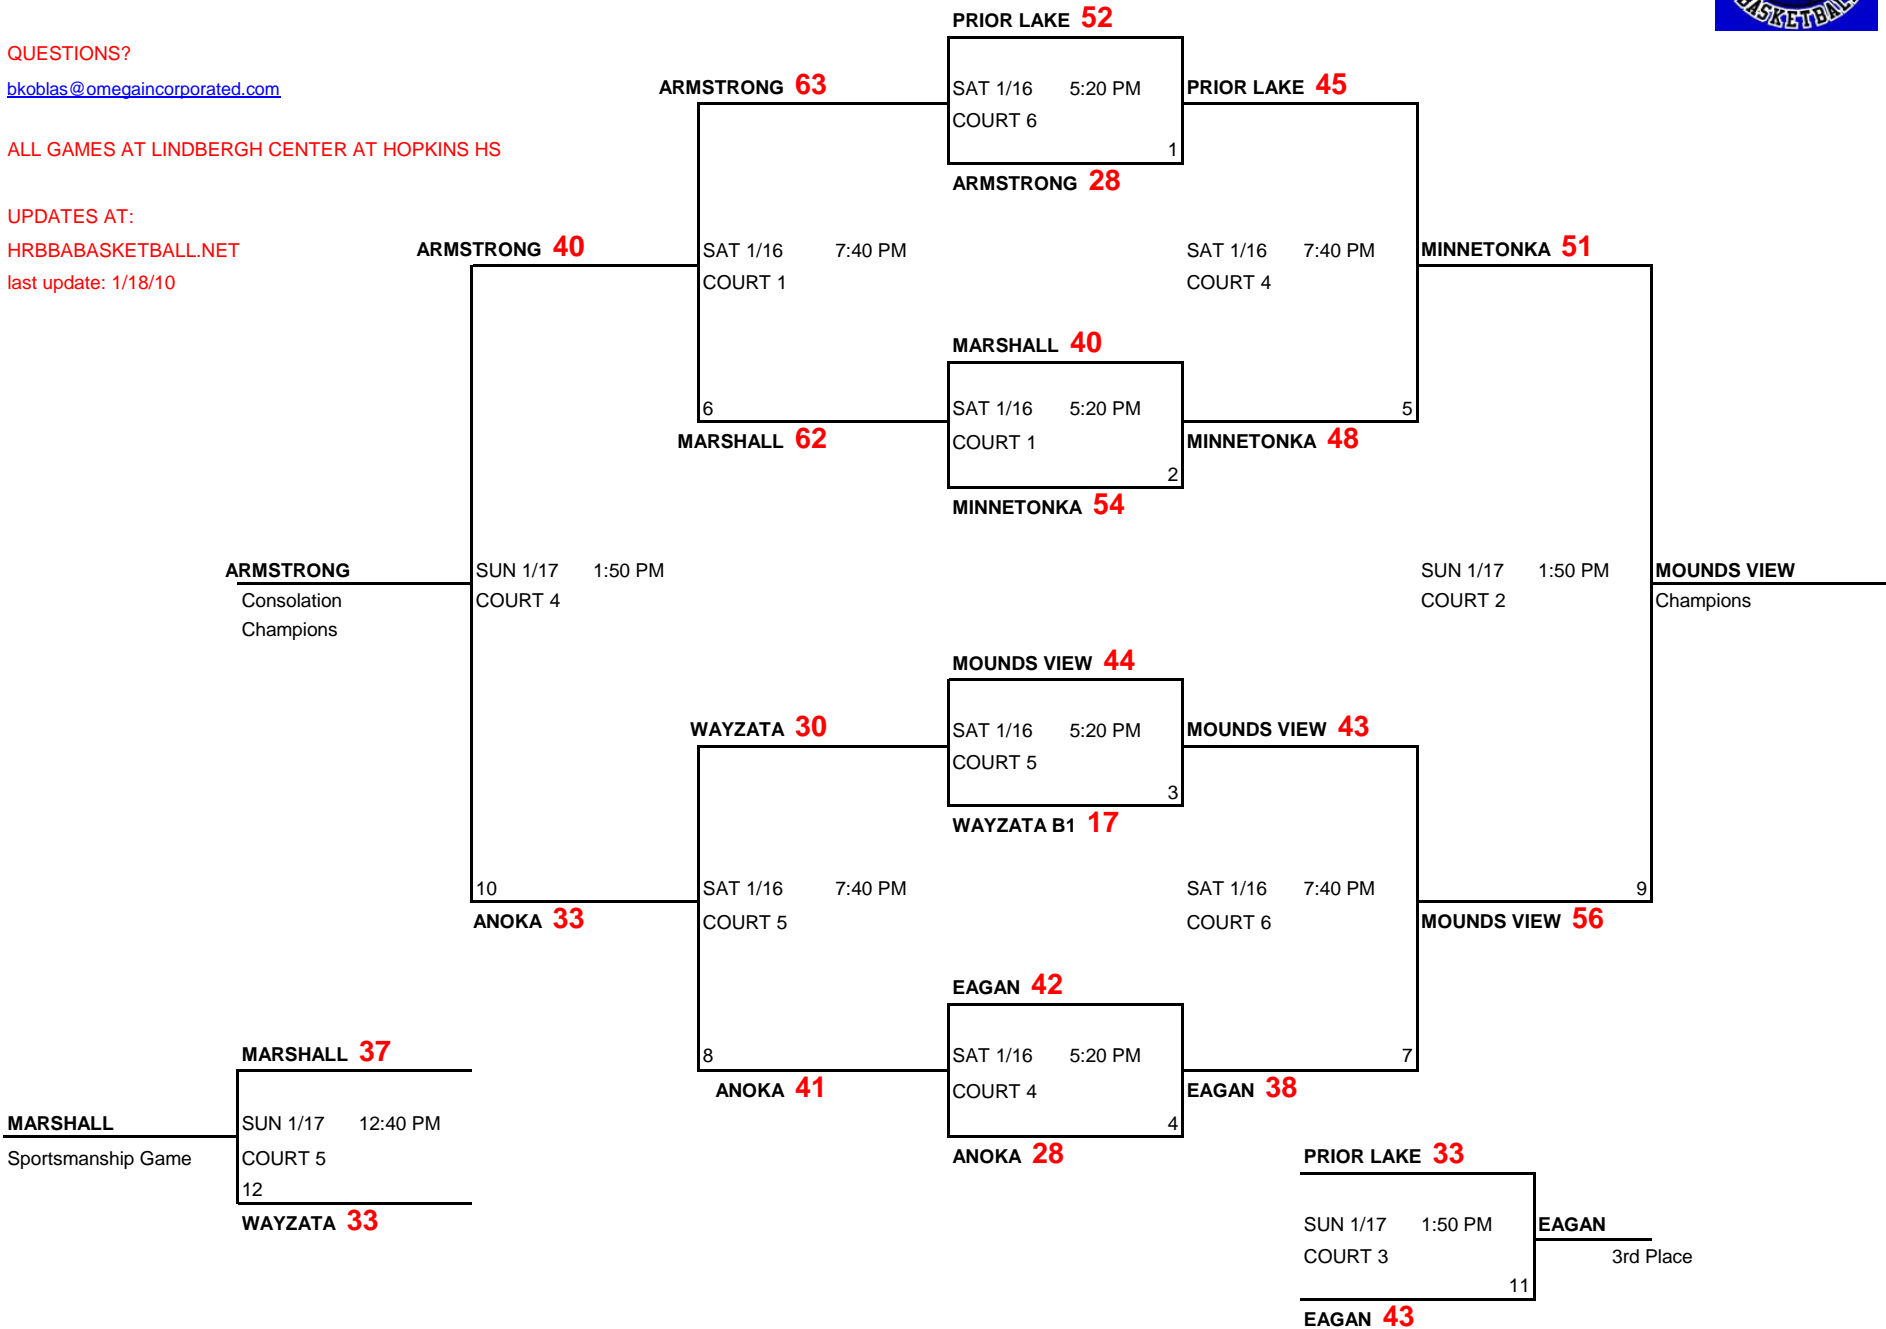 BASKETBALL
PRIOR LAKE 52
QUESTIONS?
bkoblas@omegaincorporated.com
ARMSTRONG 63
SAT 1/16 5:20 PM
PRIOR LAKE 45
COURT 6
ALL GAMES AT LINDBERGH CENTER AT HOPKINS HS
1
ARMSTRONG 28
UPDATES AT:
HRBBABASKETBALL.NET
ARMSTRONG 40
SAT 1/16 7:40 PM
SAT 1/16 7:40 PM
MINNETONKA 51
last update: 1/18/10
COURT 1
COURT 4
MARSHALL 40
6
SAT 1/16 5:20 PM
5
MARSHALL 62
COURT 1
MINNETONKA 48
2
MINNETONKA 54
ARMSTRONG
SUN 1/17 1:50 PM
SUN 1/17 1:50 PM
MOUNDS VIEW
Consolation
COURT 4
COURT 2
Champions
Champions
MOUNDS VIEW 44
WAYZATA 30
SAT 1/16 5:20 PM
MOUNDS VIEW 43
COURT 5
3
WAYZATA B1 17
10
SAT 1/16 7:40 PM
SAT 1/16 7:40 PM
9
ANOKA 33
COURT 5
COURT 6
MOUNDS VIEW 56
EAGAN 42
MARSHALL 37
8
SAT 1/16 5:20 PM
7
ANOKA 41
COURT 4
EAGAN 38
MARSHALL
SUN 1/17 12:40 PM
4
Sportsmanship Game
COURT 5
ANOKA 28
PRIOR LAKE 33
12
WAYZATA 33
SUN 1/17 1:50 PM
EAGAN
COURT 3
3rd Place
11
EAGAN 43